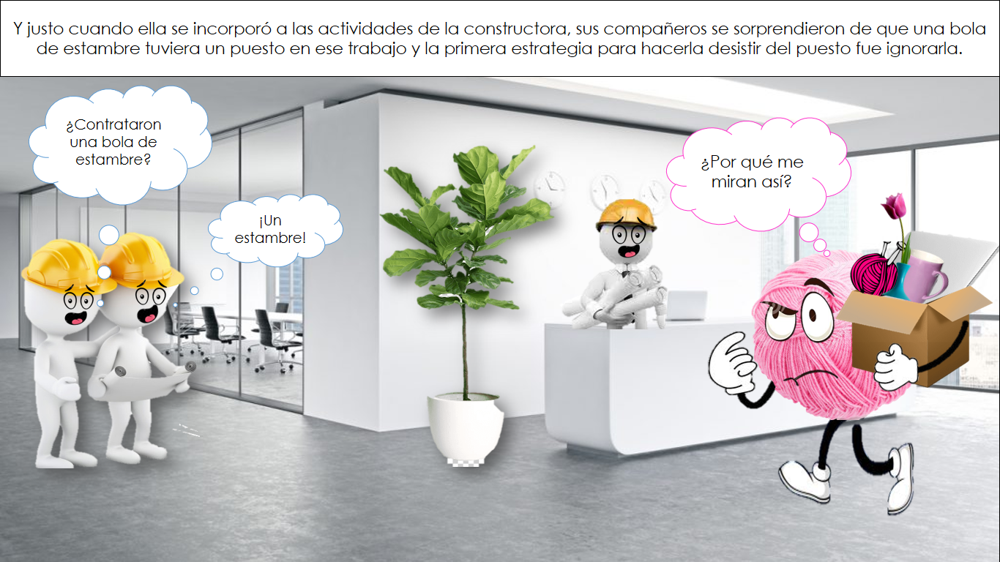 Y justo cuando ella se incorporó a las actividades de la constructora, sus compañeros se sorprendieron de que una bola
de estambre tuviera un puesto en ese trabajo y la primera estrategia para hacerla desistir del puesto fue ignorarla.
¿Contrataron
una bola de
estambre?
¡Un
estambre!
¿Por qué me
miran así?